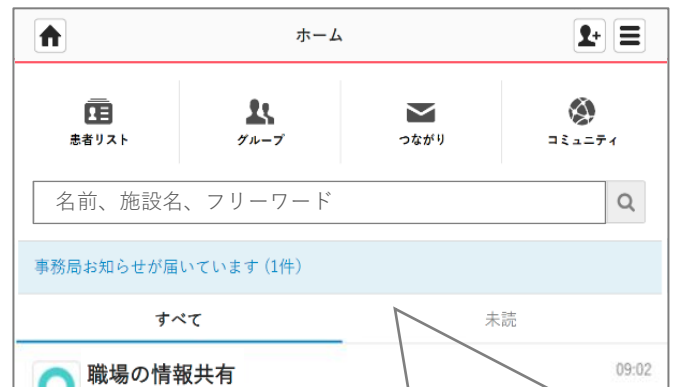 ホーム
患者リスト グループ つながり コミュニティ
名前、施設名、フリーワード
事務局お知らせが届いています (1件)
すべて 未読
職場の情報共有 09:02